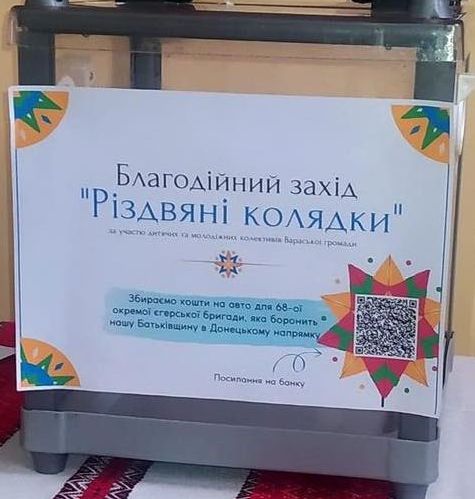 Благодійний захід
"Різдвяні колядки"
за участю дитячих та молодіжних колективів Вараської громади
Збираємо кошти на авто для 68-ої
окремої єгерської бригади, яка боронить
нашу Батьківщину в Донецькому напрямку
Посилання на банку